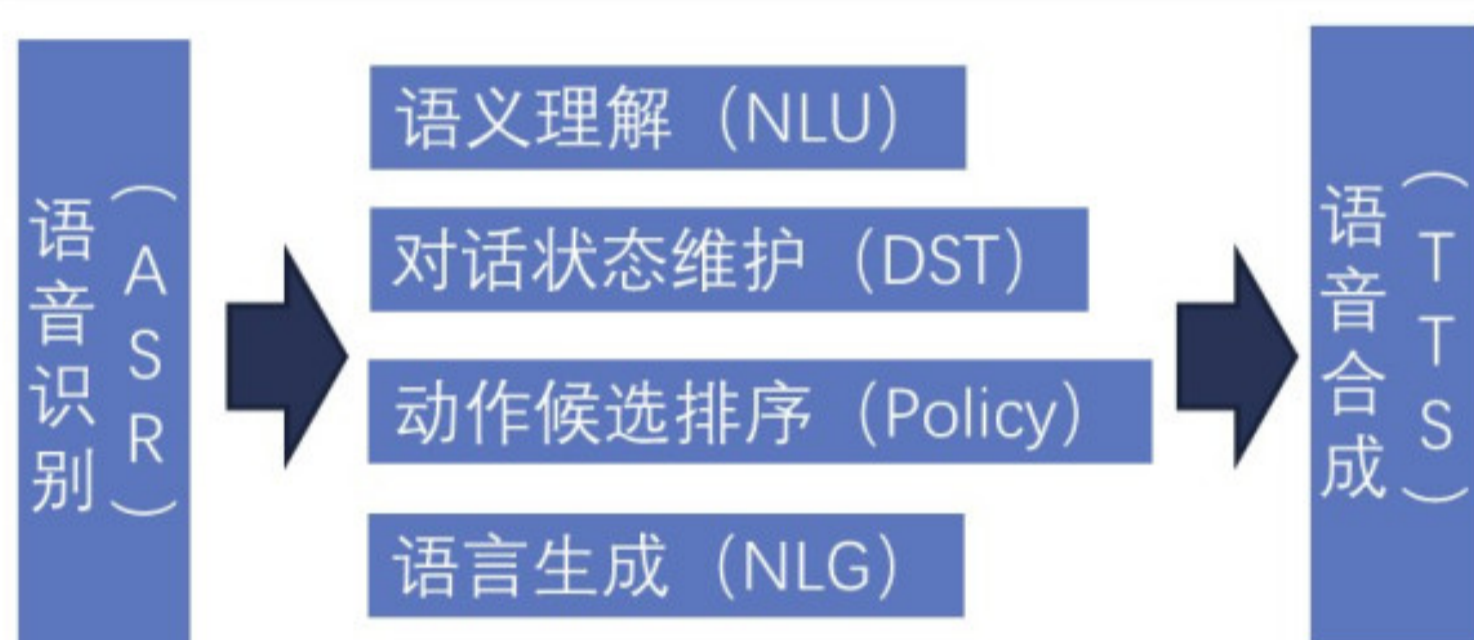 语音识别
（ASR）
语义理解（NLU）
对话状态维护（DST）
动作候选排序（Policy）
语言生成（NLG）
语音合成
（TTS）